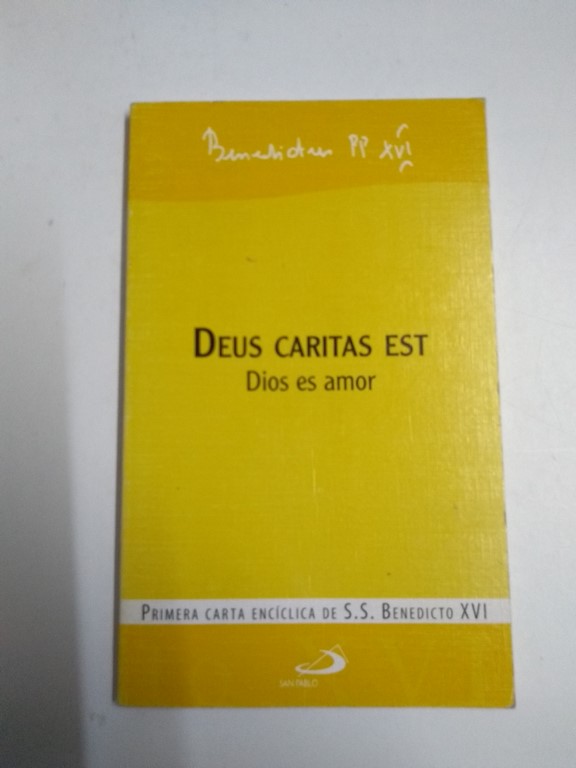 Benedictus PP XVI
DEUS CARITAS EST
Dios es amor
PRIMERA CARTA ENCÍCLICA DE S.S. BENEDICTO XVI
SAN PABLO